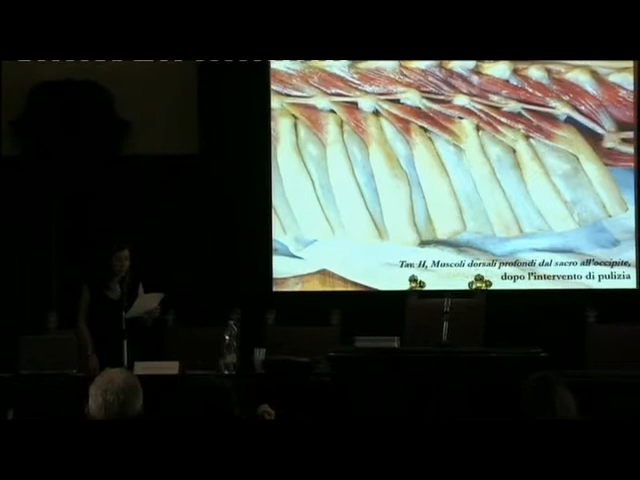 Tav. II, Muscoli dorsali profondi dal sacro all'occipite,
dopo l'intervento di pulizia